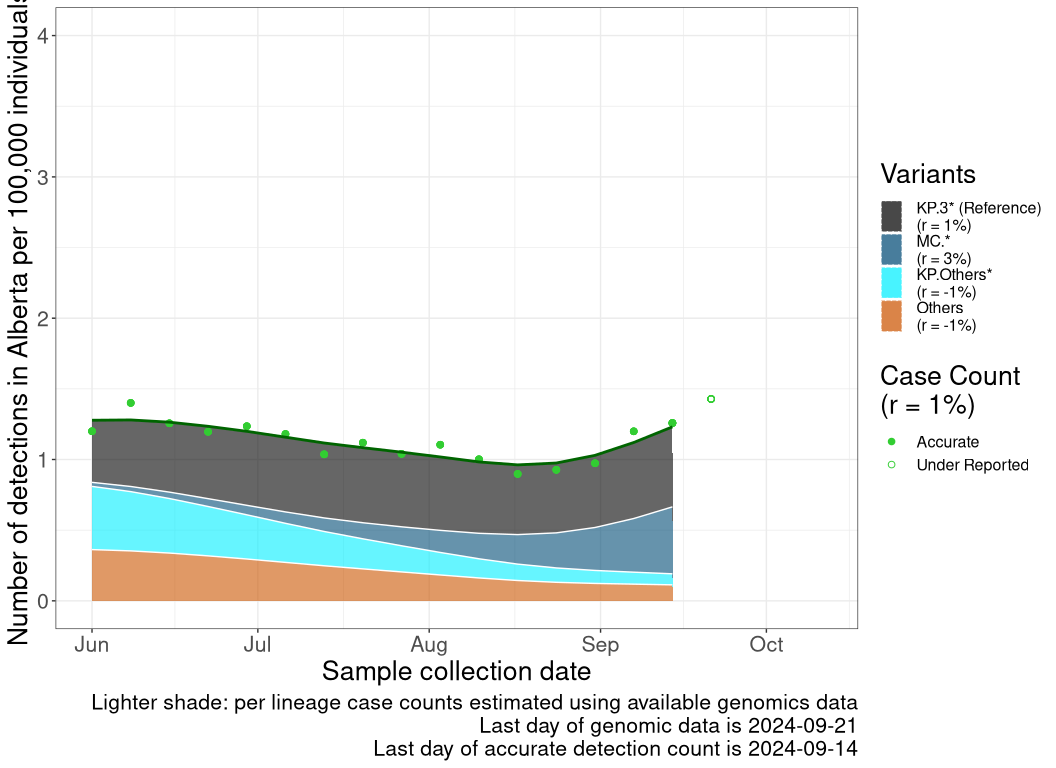 Number of detections in Alberta per 100,000 individuals
4
3
2
1
0
Jun
Jul
Aug
Sep
Oct
Sample collection date
Lighter shade: per lineage case counts estimated using available genomics data
Last day of genomic data is 2024-09-21
Last day of accurate detection count is 2024-09-14
Variants
KP.3* (Reference)
(r = 1%)
MC.*
(r = 3%)
KP.Others*
(r = -1%)
Others
(r = -1%)
Case Count
(r = 1%)
Accurate
Under Reported